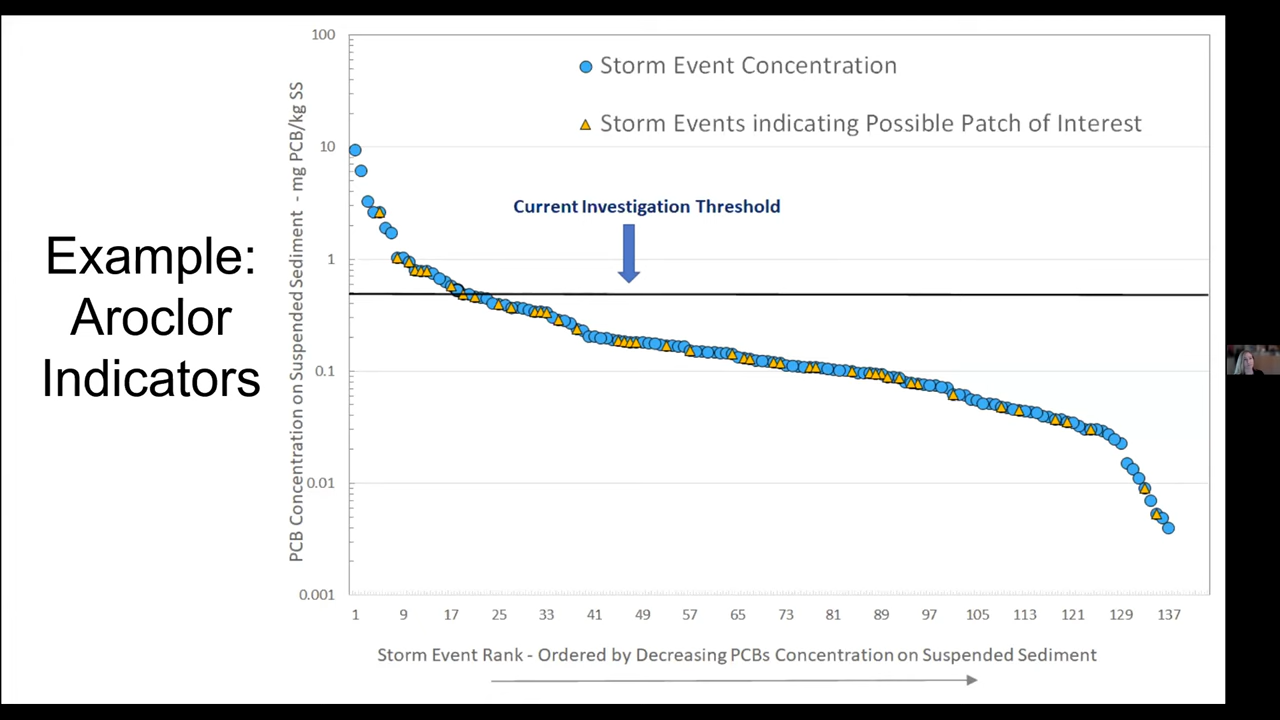 Example:
Aroclor
Indicators
PCB Concentration on Suspended Sediment - mg PCB/kg SS
100
10
1
0.1
0.01
0.001
Storm Event Concentration
Storm Events indicating Possible Patch of Interest
Current Investigation Threshold
1 9 17 25 33 41 49 57 65 73 81 89 97 105 113 121 129 137
Storm Event Rank - Ordered by Decreasing PCBs Concentration on Suspended Sediment